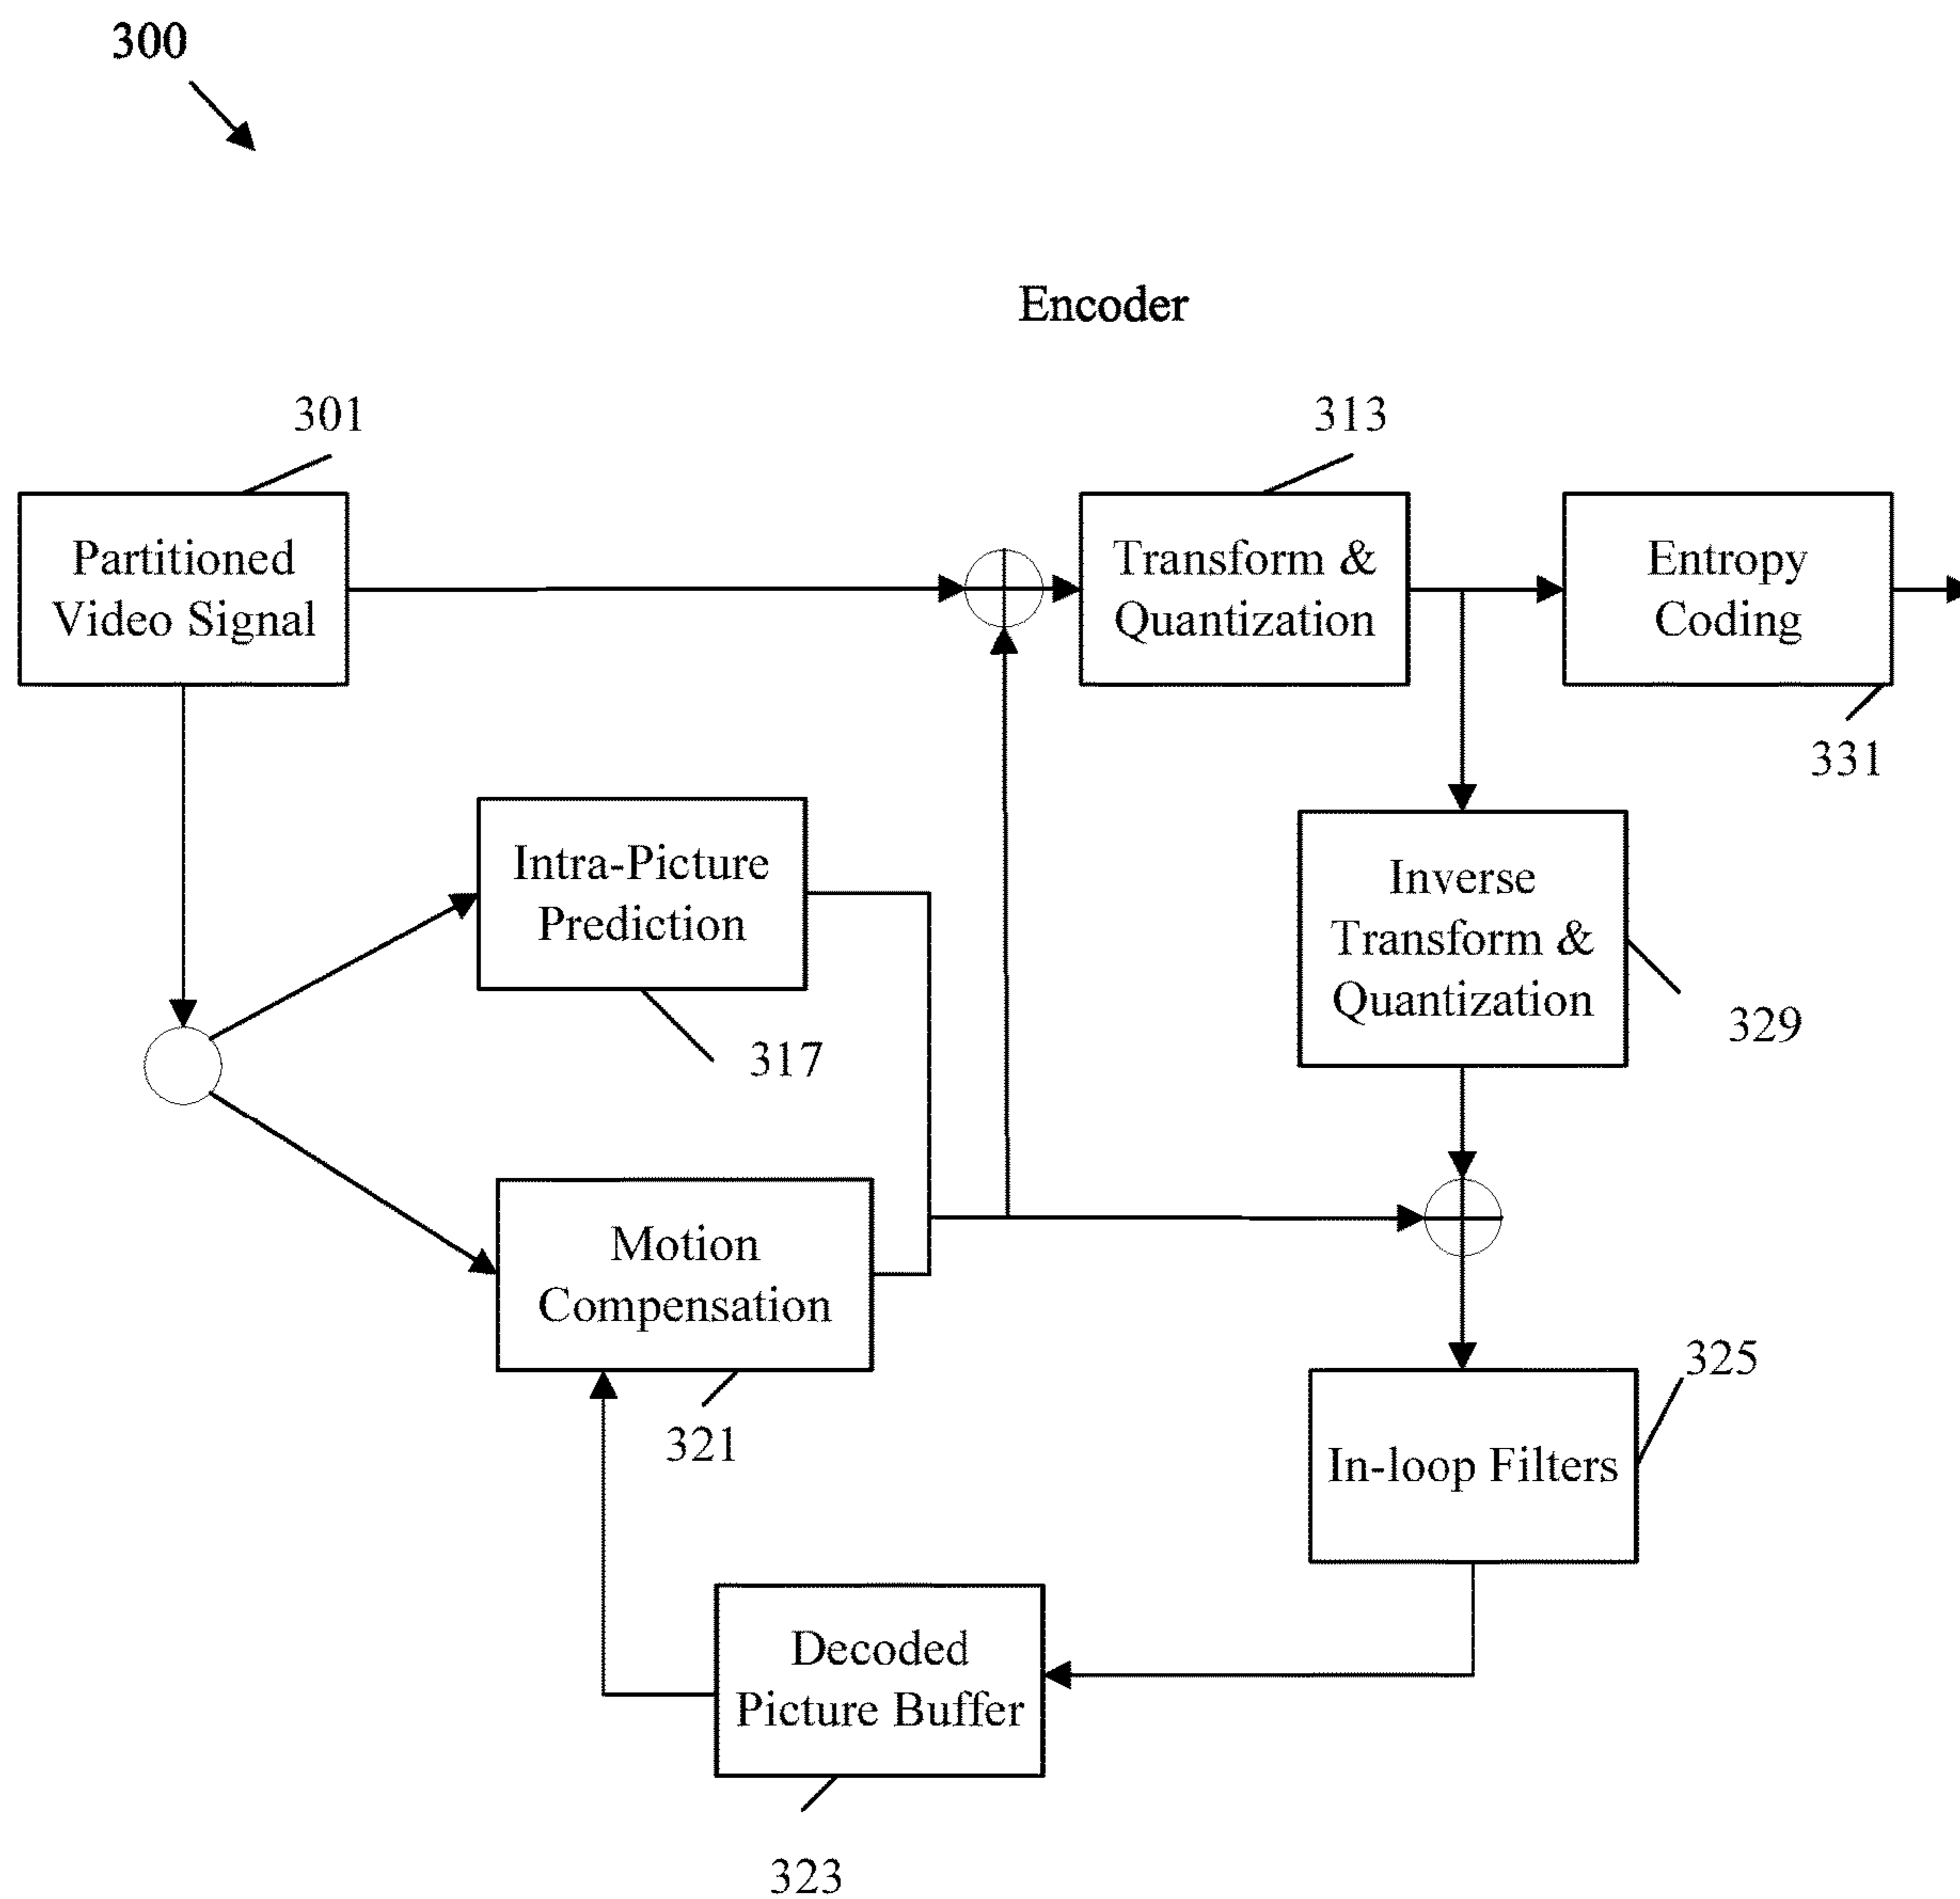 300
Encoder
301
313
Partitioned
Video Signal
Transform &
Quantization
Entropy
Coding
331
Intra-Picture
Prediction
317
Inverse
Transform &
Quantization
329
Motion
Compensation
321
325
In-loop Filters
Decoded
Picture Buffer
323